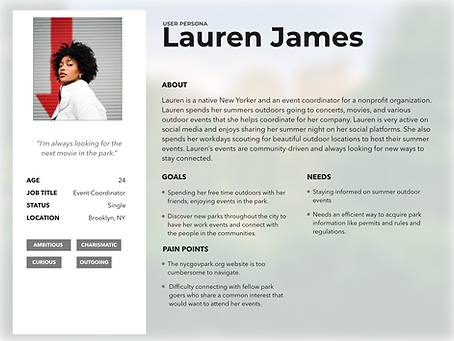 USER PERSONA
Lauren James
"I'm always looking for the
next movie in the park."
AGE 24
JOB TITLE Event Coordinator
STATUS Single
LOCATION Brooklyn, NY
AMBITIOUS CHARISMATIC
CURIOUS OUTGOING
ABOUT
Lauren is a native New Yorker and an event coordinator for a nonprofit organization.
Lauren spends her summers outdoors going to concerts, movies, and various
outdoor events that she helps coordinate for her company. Lauren is very active on
social media and enjoys sharing her summer night on her social platforms. She also
spends her workdays scouting for beautiful outdoor locations to host their summer
events. Lauren's events are community-driven and always looking for new ways to
stay connected.
GOALS
Spending her free time outdoors with her
friends, enjoying events in the park.
Discover new parks throughout the city to
have her work events and connect with
the people in the communities.
NEEDS
Staying informed on summer outdoor
events
Needs an efficient way to acquire park
information like permits and rules and
regulations.
PAIN POINTS
The nycgovpark.org website is too
cumbersome to navigate.
Difficulty connecting with fellow park
goers who share a common interest that
would want to attend her events.